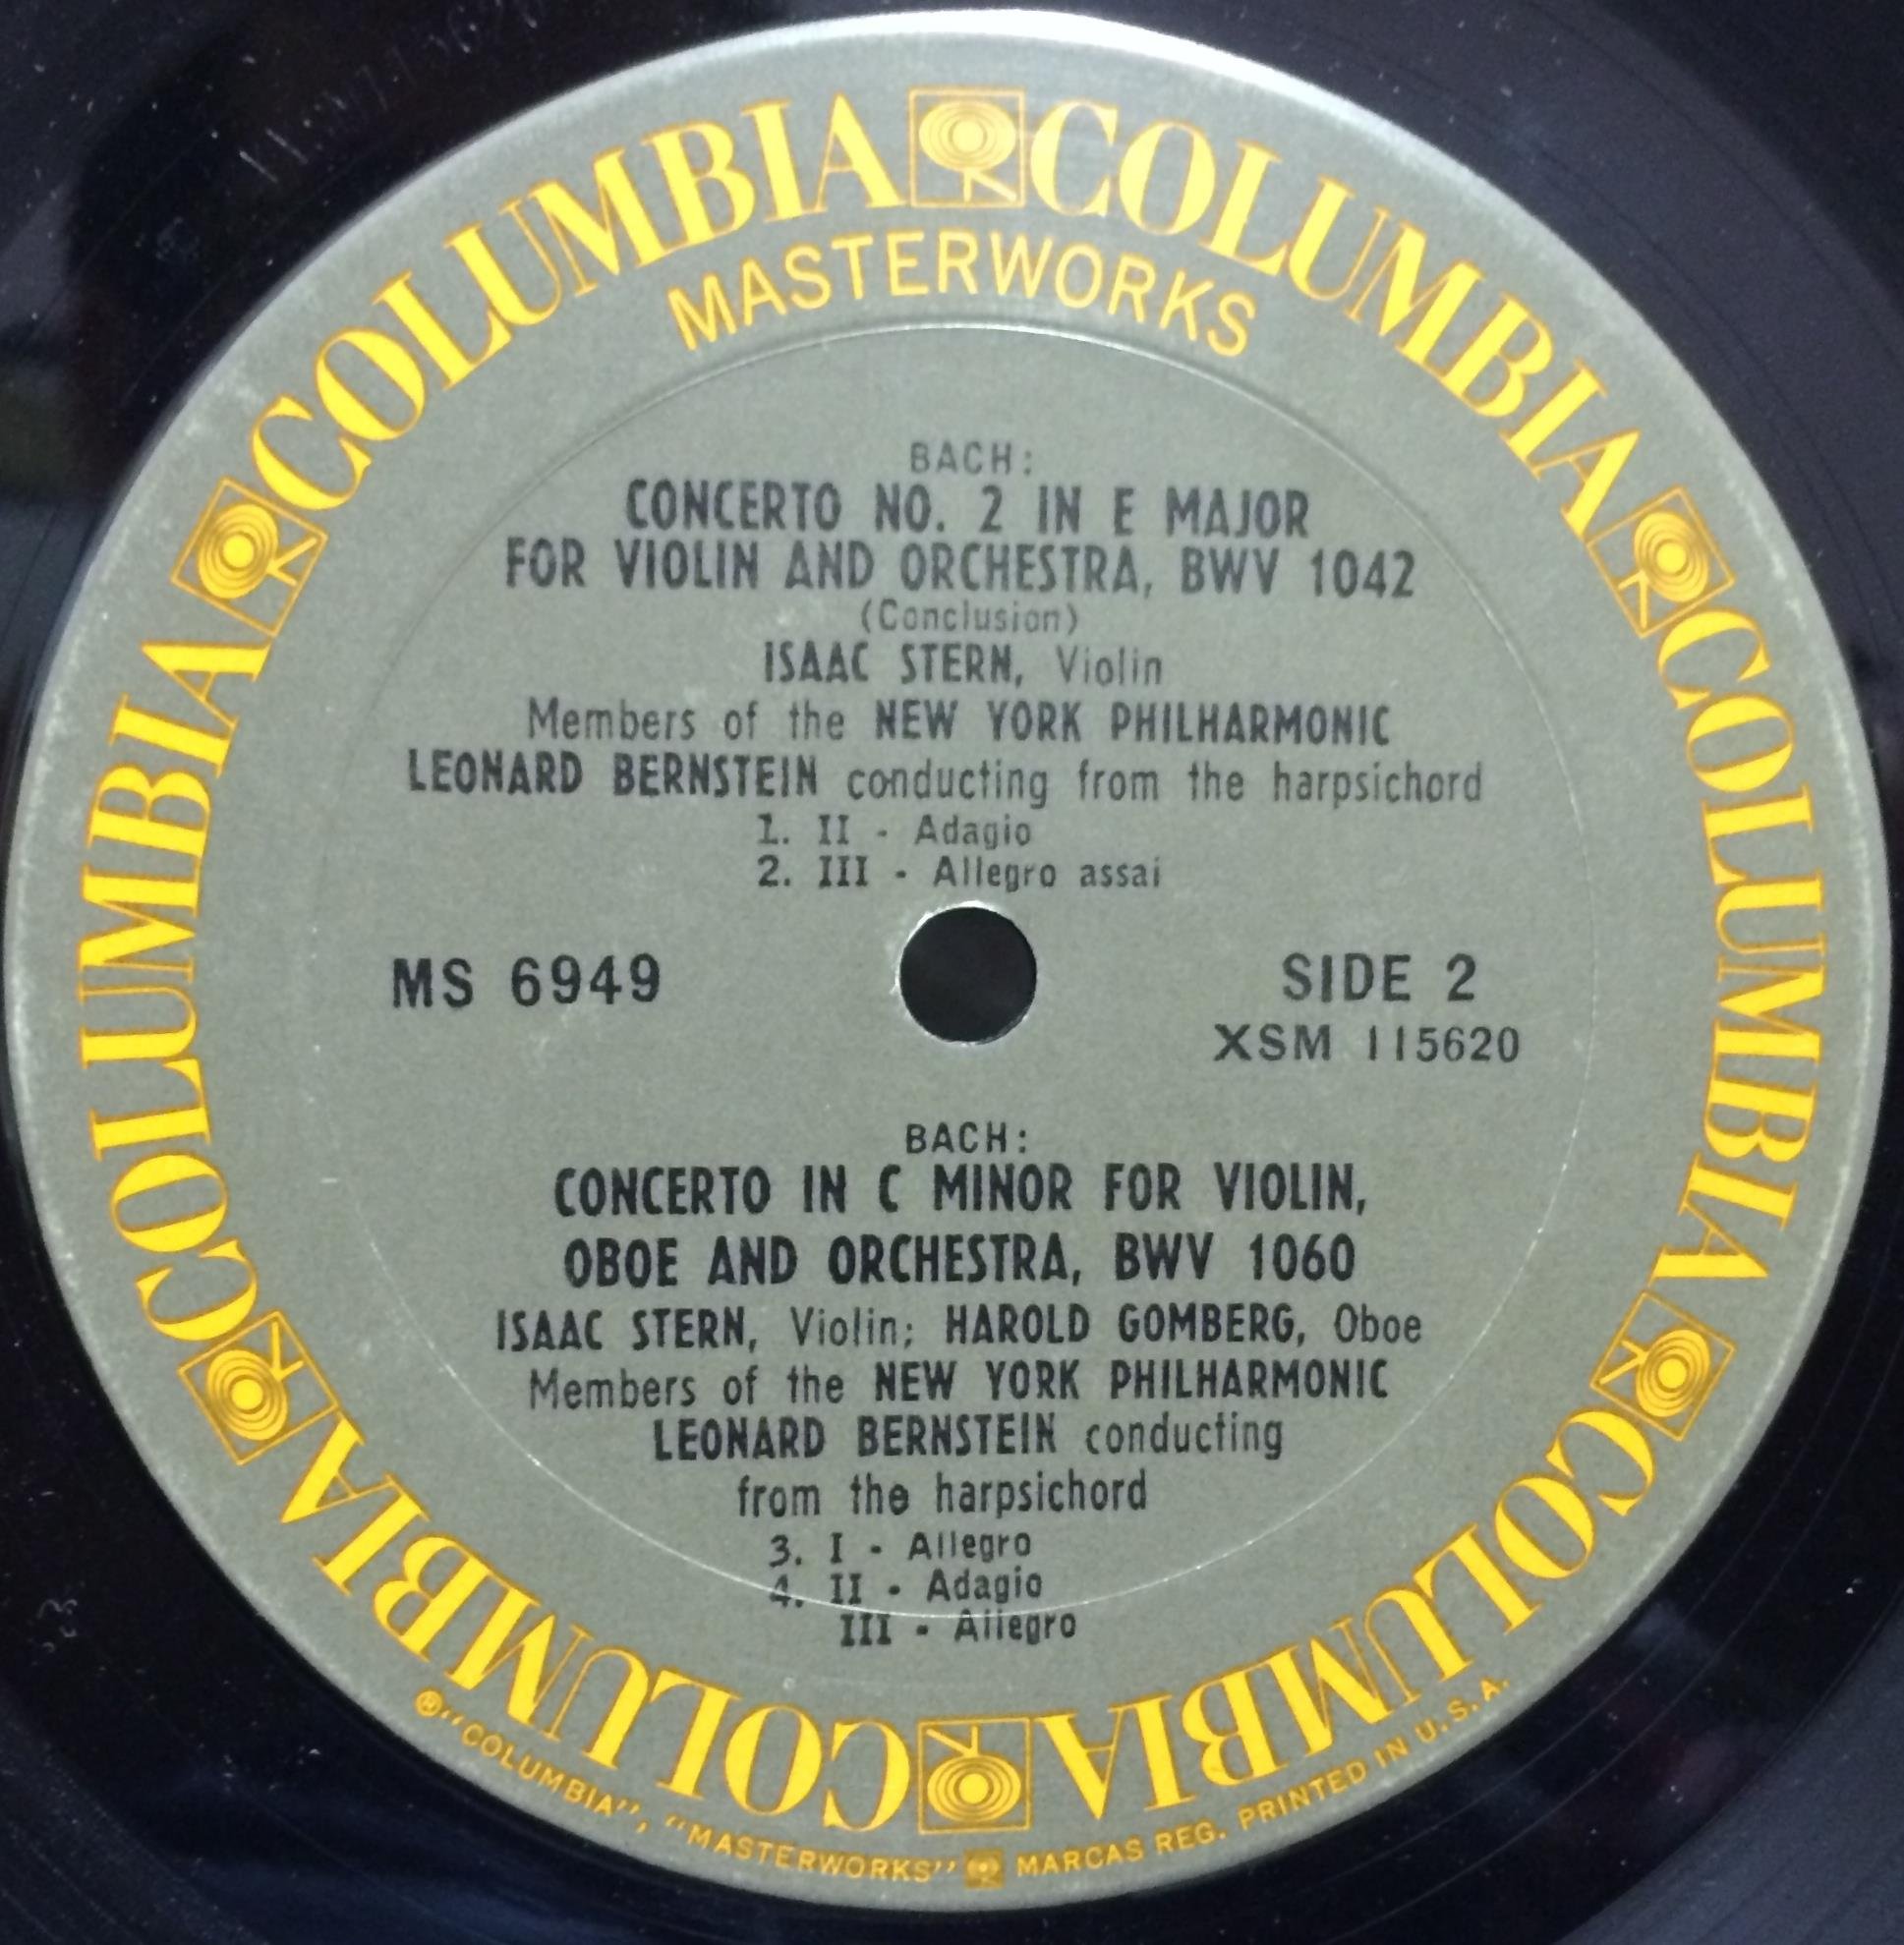 COLUMBIA COLUMBIA COLUMBIA COLUMBIA COLUMBIA COLUMBIA
MASTERWORKS
BACH:
CONCERTO NO. 2 IN E MAJOR
FOR VIOLIN AND ORCHESTRA, BWV 1042
(Conclusion)
ISAAC STERN, Violin
Members of the NEW YORK PHILHARMONIC
LEONARD BERNSTEIN conducting from the harpsichord
1. II - Adagio
2. III - Allegro assai
MS 6949
SIDE 2
XSM 115620
BACH:
CONCERTO IN C MINOR FOR VIOLIN,
OBOE AND ORCHESTRA, BWV 1060
ISAAC STERN, Violin; HAROLD GOMBERG, Oboe
Members of the NEW YORK PHILHARMONIC
LEONARD BERNSTEIN conducting
from the harpsichord
3. I - Allegro
4. II - Adagio
III - Allegro
®"COLUMBIA", "MASTERWORKS" MARCAS REG. PRINTED IN U.S.A.